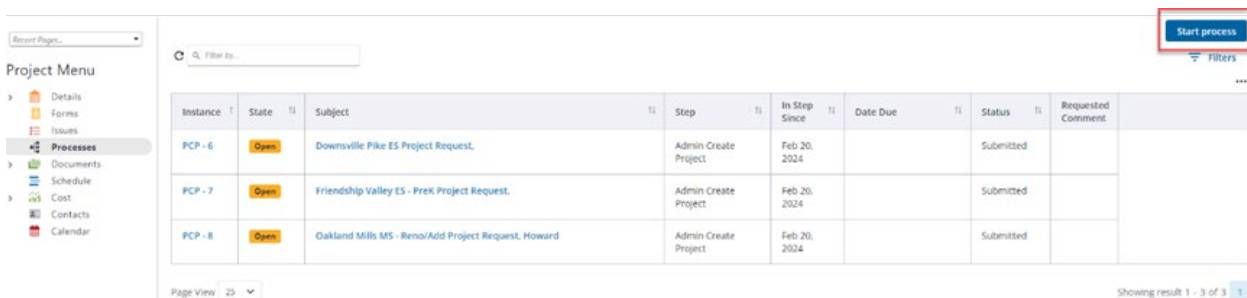 Start process
Recent Pages...
Filter by...
Filters
Project Menu
Details
Forms
Issues
Processes
Documents
Schedule
Cost
Contacts
Calendar
Instance State Subject Step In Step Since Date Due Status Requested Comment
PCP - 6 Open Downsville Pike ES Project Request, Admin Create Project Feb 20, 2024 Submitted
PCP - 7 Open Friendship Valley ES - PreK Project Request, Admin Create Project Feb 20, 2024 Submitted
PCP - 8 Open Oakland Mills MS - Reno/Add Project Request, Howard Admin Create Project Feb 20, 2024 Submitted
Page View 25 Showing result 1 - 3 of 3 1